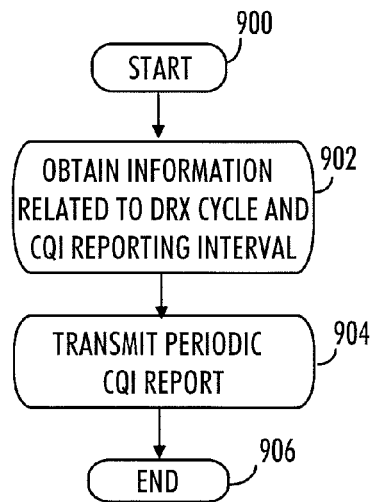 900
START
902
OBTAIN INFORMATION
RELATED TO DRX CYCLE AND
CQI REPORTING INTERVAL
904
TRANSMIT PERIODIC
CQI REPORT
906
END